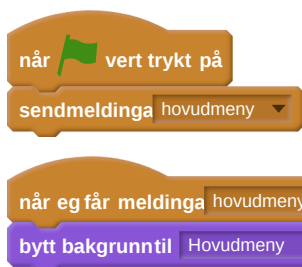 når vert trykt på
sendmeldinga hovudmeny
når eg får meldinga hovudmeny
bytt bakgrunntil Hovudmeny